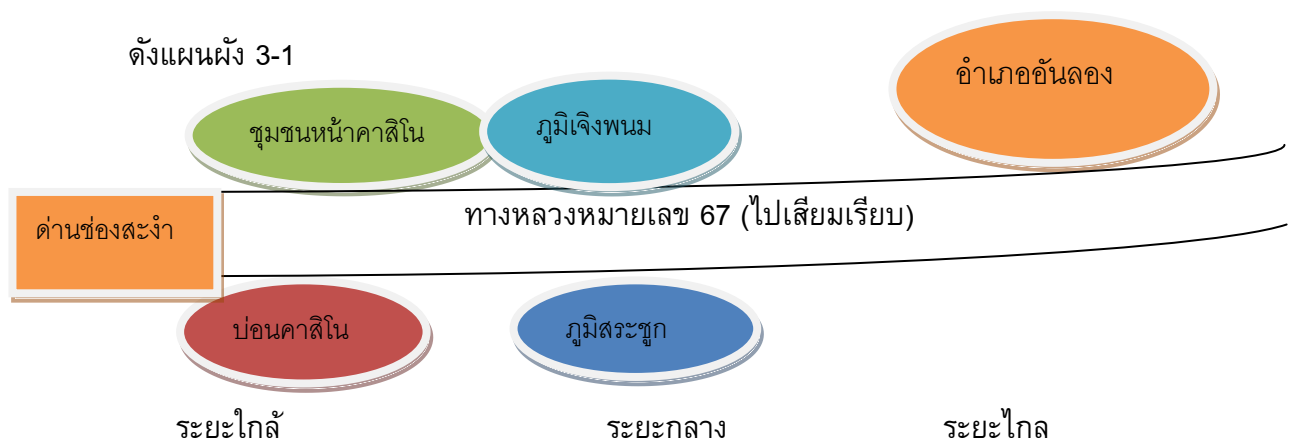 ดังแผนผัง 3-1
อำเภออันลอง
ชุมชนหน้าคาสิโน
ภูมิเจิงพนม
ทางหลวงหมายเลข 67 (ไปเสียมเรียบ)
ด่านช่องสะงำ
บ่อนคาสิโน
ภูมิสระชูก
ระยะใกล้
ระยะกลาง
ระยะไกล